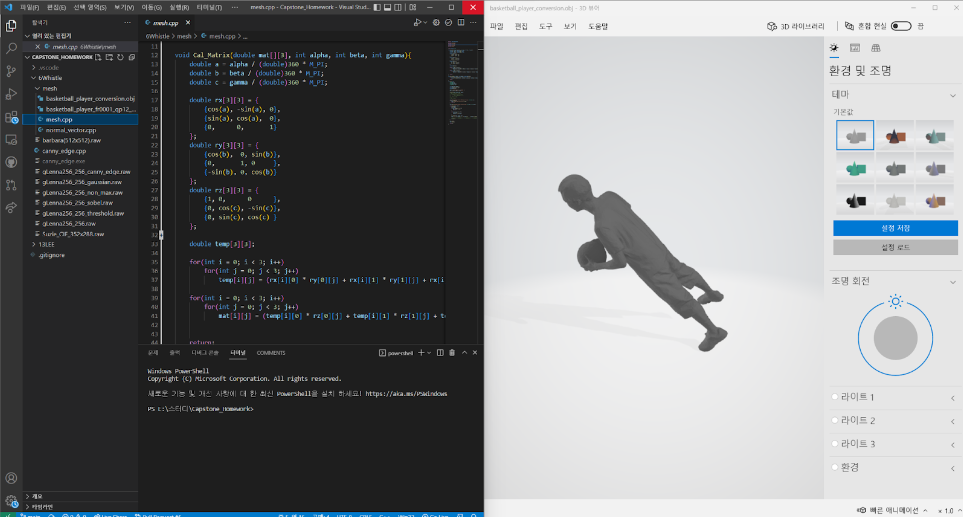 파일(F) 편집(E) 선택 영역(S) 보기(V) 이동(G) 실행(R) 터미널(T) ··· mesh.cpp - Capstone_Homework - Visual Stud...
탐색기 ···
열려 있는 편집기
mesh.cpp 6Whistle\mesh
CAPSTONE_HOMEWORK
.vscode
6Whistle
mesh
basketball_player_conversion.obj
basketball_player_fr0001_qp12_...
mesh.cpp
normal_vector.cpp
barbara(512x512).raw
canny_edge.cpp
canny_edge.exe
gLenna256_256_canny_edge.raw
gLenna256_256_gaussian.raw
gLenna256_256_non_max.raw
gLenna256_256_sobel.raw
gLenna256_256_threshold.raw
gLenna256_256.raw
Suzie_CIF_352x288.raw
13LEE
.gitignore
개요
타임라인
mesh.cpp
6Whistle > mesh > mesh.cpp > ...
11
12 void Cal_Matrix(double mat[][3], int alpha, int beta, int gamma){
13 double a = alpha / (double)360 * M_PI;
14 double b = beta / (double)360 * M_PI;
15 double c = gamma / (double)360 * M_PI;
16
17 double rx[3][3] = {
18 {cos(a), -sin(a), 0},
19 {sin(a), cos(a), 0},
20 {0, 0, 1}
21 };
22 double ry[3][3] = {
23 {cos(b), 0, sin(b)},
24 {0, 1, 0 },
25 {-sin(b), 0, cos(b)}
26 };
27 double rz[3][3] = {
28 {1, 0, 0 },
29 {0, cos(c), -sin(c)},
30 {0, sin(c), cos(c) }
31 };
32
33 double temp[3][3];
34
35 for(int i = 0; i < 3; i++)
36 for(int j = 0; j < 3; j++)
37 temp[i][j] = (rx[i][0] * ry[0][j] + rx[i][1] * ry[1][j] + rx[i
38
39 for(int i = 0; i < 3; i++)
40 for(int j = 0; j < 3; j++)
41 mat[i][j] = (temp[i][0] * rz[0][j] + temp[i][1] * rz[1][j] + te
42
43
44 return;
문제 출력 디버그 콘솔 터미널 COMMENTS powershell
Windows PowerShell
Copyright (C) Microsoft Corporation. All rights reserved.
새로운 기능 및 개선 사항에 대 한 최신 PowerShell을 설치 하세요! https://aka.ms/PSWindows
PS E:\스터디\Capstone_Homework>
basketball_player_conversion.obj - 3D 뷰어
파일 편집 도구 보기 도움말 3D 라이브러리 혼합 현실 끔
환경 및 조명
테마
기본값
설정 저장
설정 로드
조명 회전
라이트 1
라이트 2
라이트 3
환경
빠른 애니메이션 × 1.0